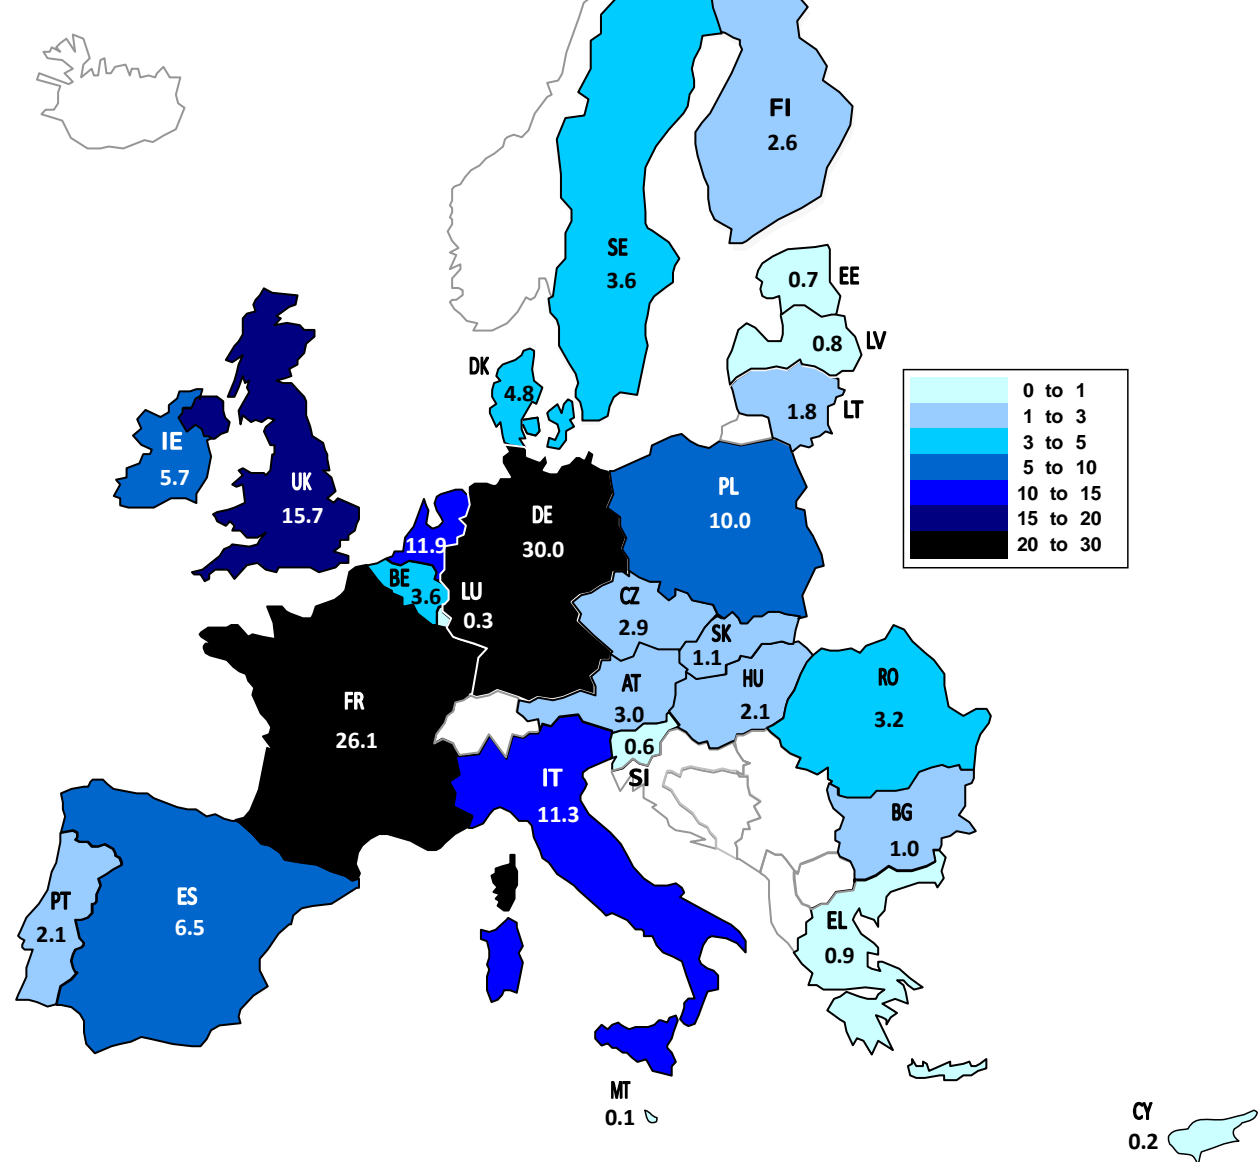 FI
2.6
SE
3.6
0.7 EE
0.8 LV
1.8 LT
DK
4.8
0 to 1
1 to 3
3 to 5
5 to 10
10 to 15
15 to 20
20 to 30
IE
5.7
UK
15.7
11.9
DE
30.0
PL
10.0
BE
3.6
LU
0.3
CZ
2.9
SK
1.1
AT
3.0
HU
2.1
RO
3.2
FR
26.1
0.6
SI
IT
11.3
BG
1.0
PT
2.1
ES
6.5
EL
0.9
MT
0.1
CY
0.2